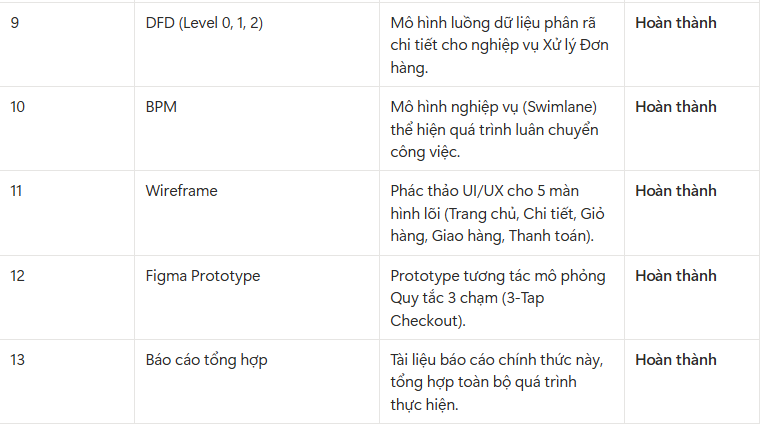 9 DFD (Level 0, 1, 2) Mô hình luồng dữ liệu phân rã Hoàn thành
chi tiết cho nghiệp vụ Xử lý Đơn
hàng.
10 BPM Mô hình nghiệp vụ (Swimlane) Hoàn thành
thể hiện quá trình luân chuyển
công việc.
11 Wireframe Phác thảo UI/UX cho 5 màn Hoàn thành
hình lõi (Trang chủ, Chi tiết, Giỏ
hàng, Giao hàng, Thanh toán).
12 Figma Prototype Prototype tương tác mô phỏng Hoàn thành
Quy tắc 3 chạm (3-Tap
Checkout).
13 Báo cáo tổng hợp Tài liệu báo cáo chính thức này, Hoàn thành
tổng hợp toàn bộ quá trình
thực hiện.